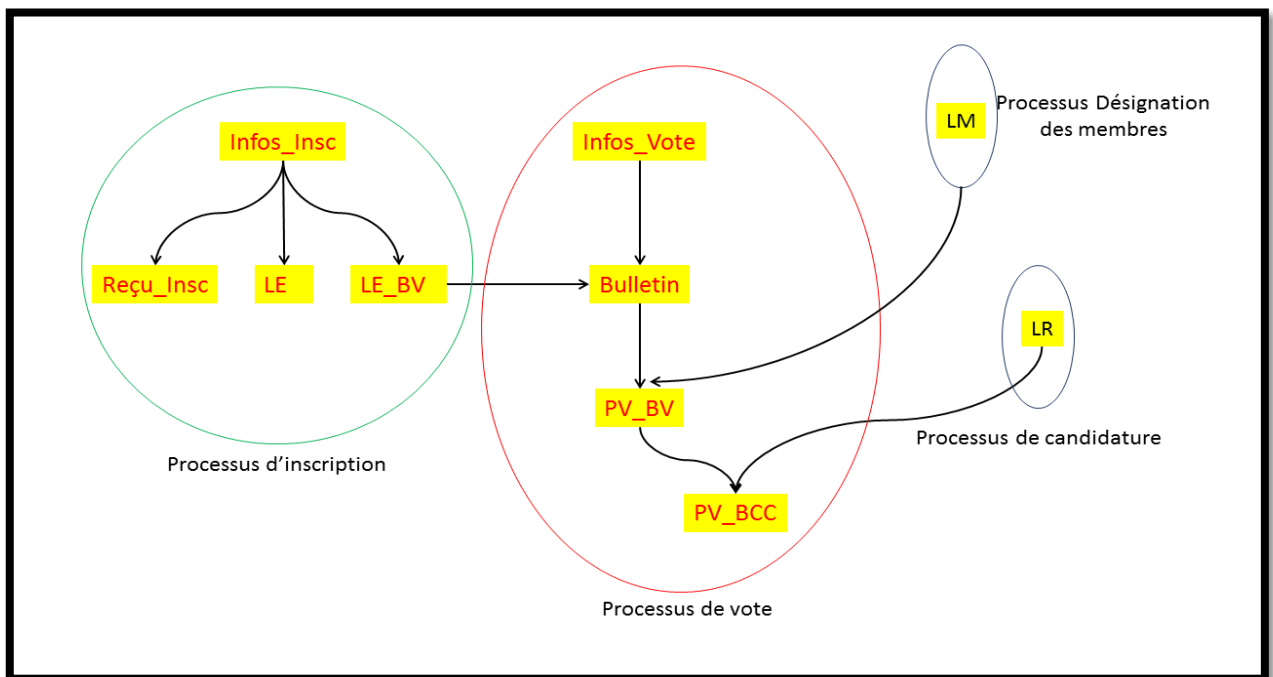 Infos_Insc
Reçu_Insc
LE
LE_BV
Processus d'inscription
Infos_Vote
Bulletin
PV_BV
PV_BCC
Processus de vote
LM
Processus Désignation
des membres
LR
Processus de candidature